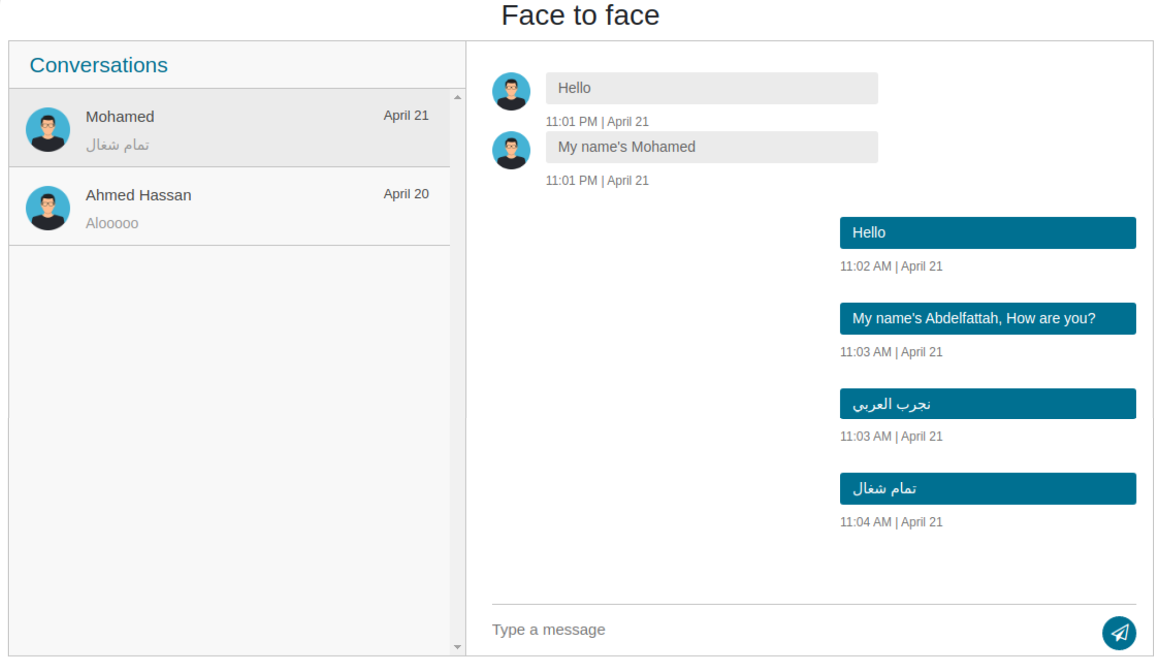 Face to face
Conversations
Mohamed
April 21
تمام شغال
Ahmed Hassan
April 20
Alooooo
Hello
11:01 PM | April 21
My name's Mohamed
11:01 PM | April 21
Hello
11:02 AM | April 21
My name's Abdelfattah, How are you?
11:03 AM | April 21
نجرب العربي
11:03 AM | April 21
تمام شغال
11:04 AM | April 21
Type a message